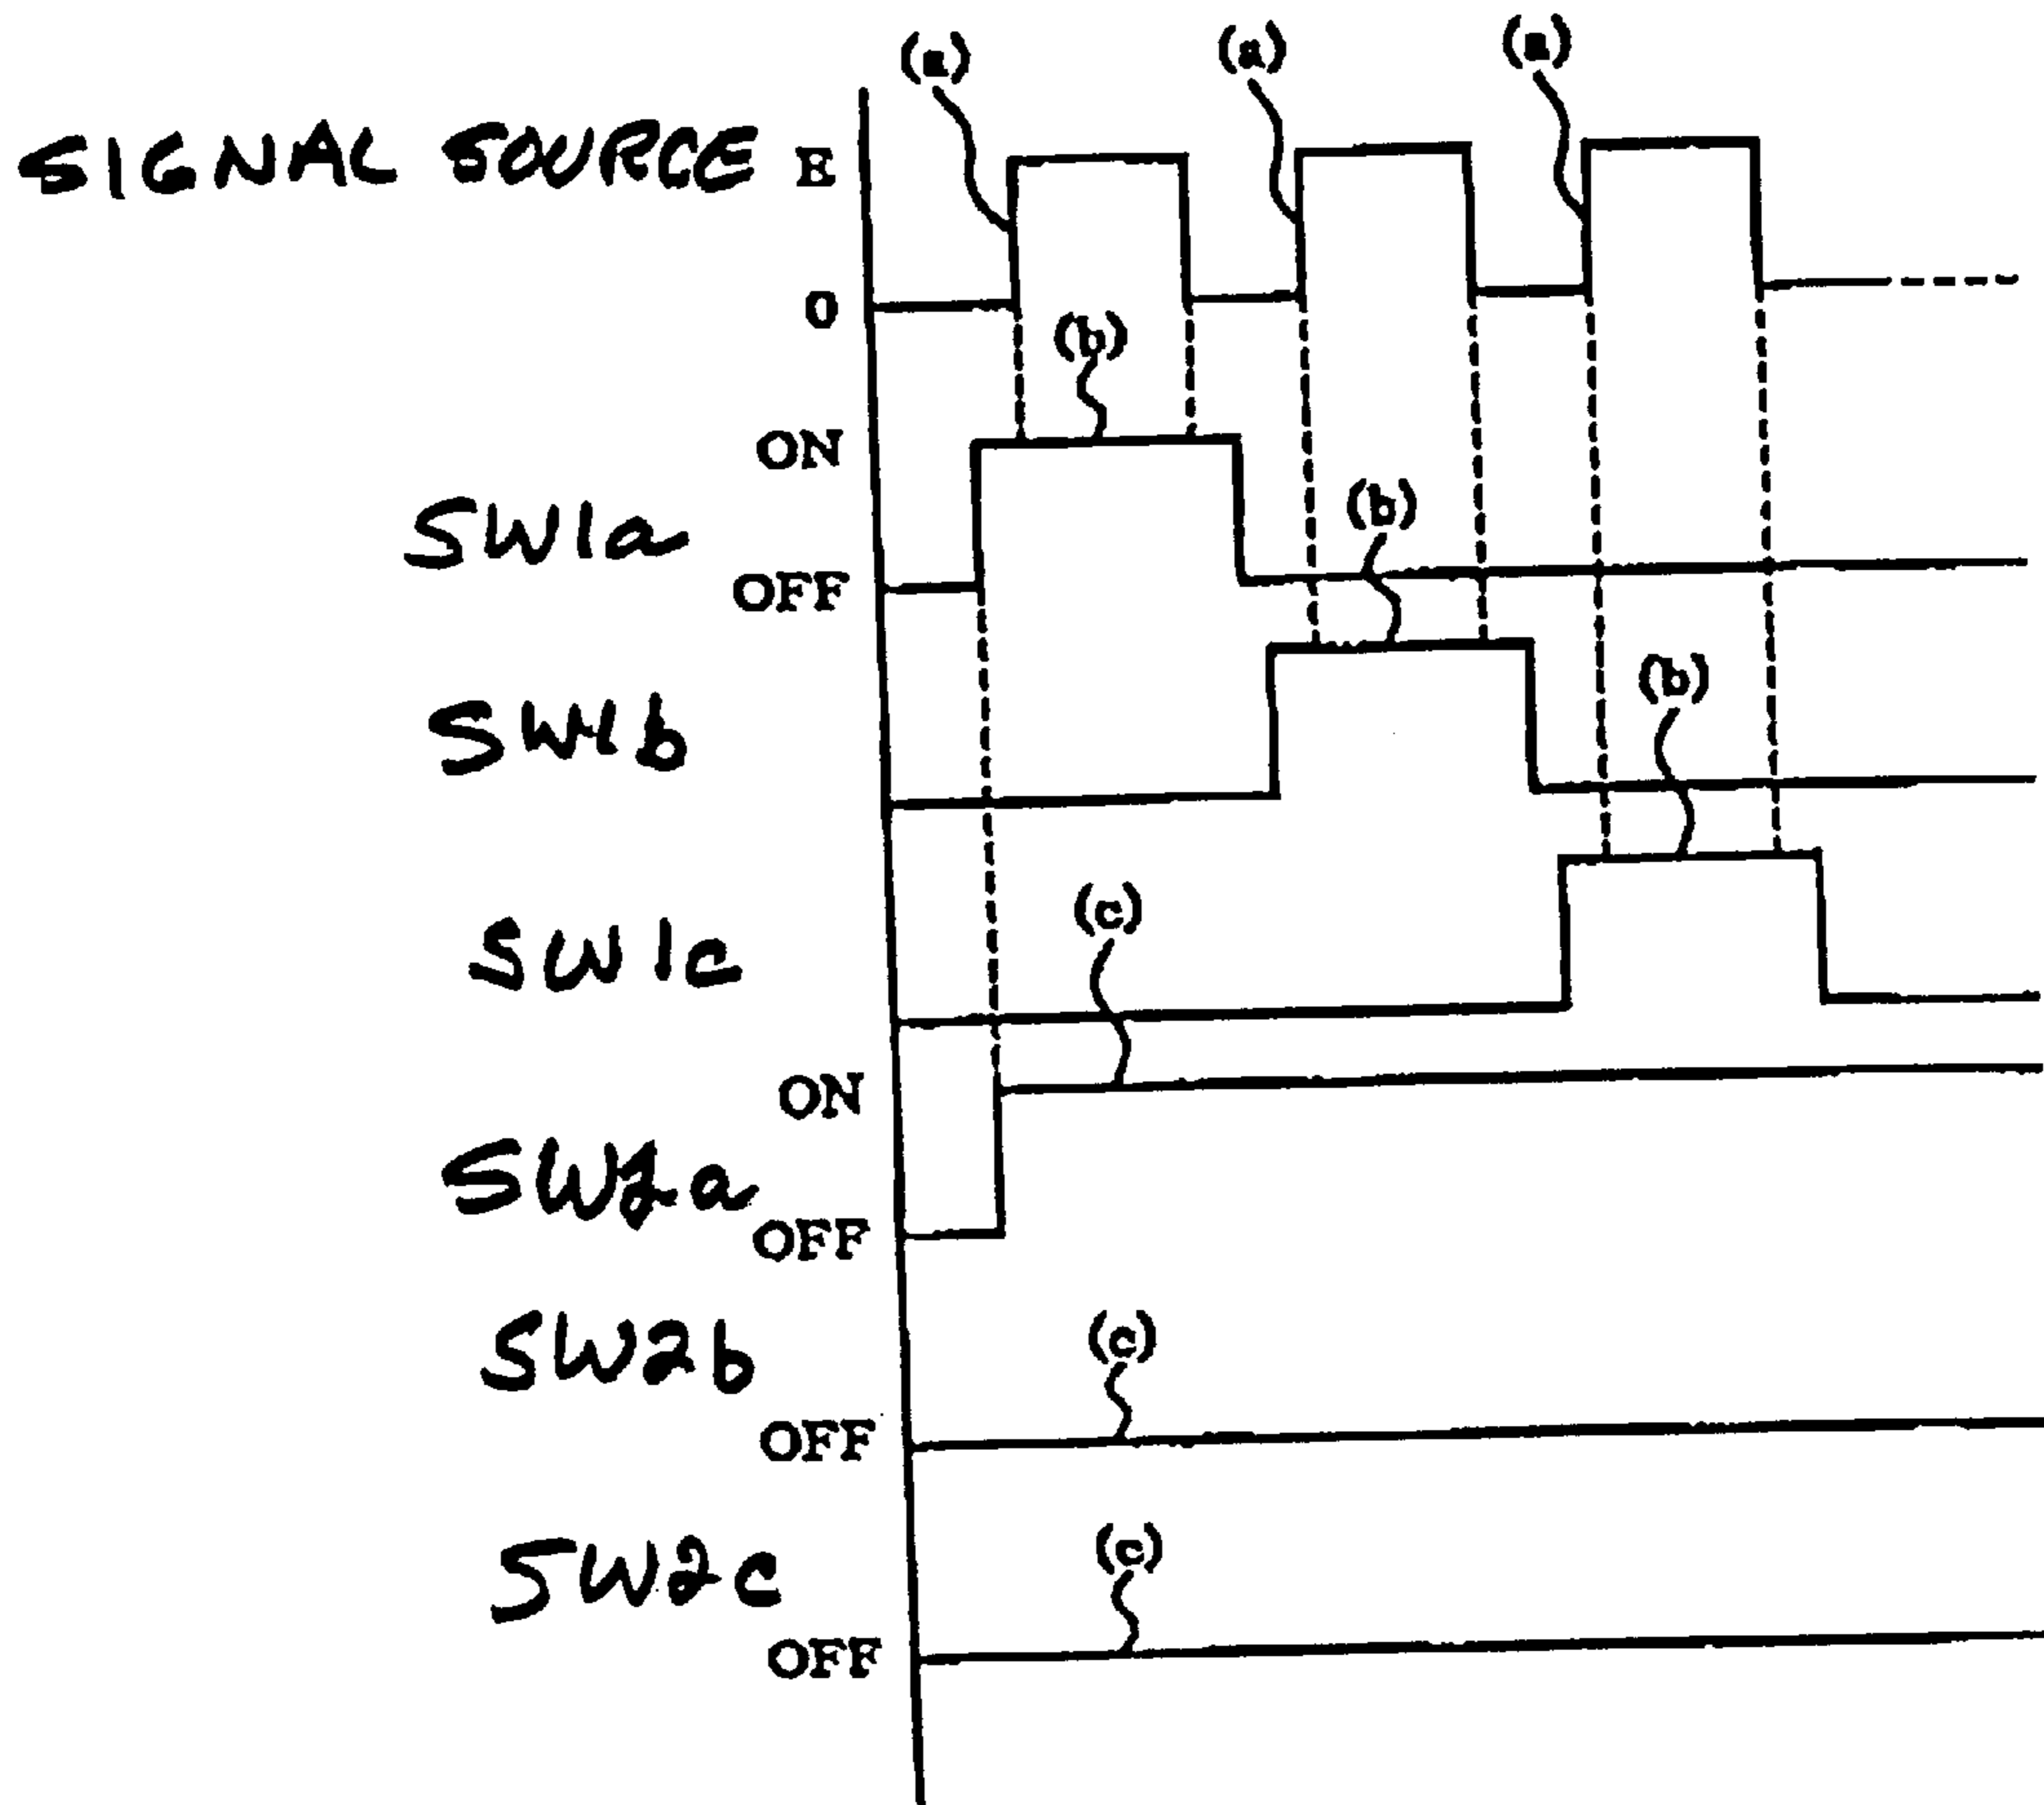 (a) (a) (a)
SIGNAL SOURCE E
0
(b)
ON
SW1a
(b)
OFF
SW1b
(b)
SW1c
(c)
ON
SW2a
OFF
SW2b
(c)
OFF
SW2c
(c)
OFF